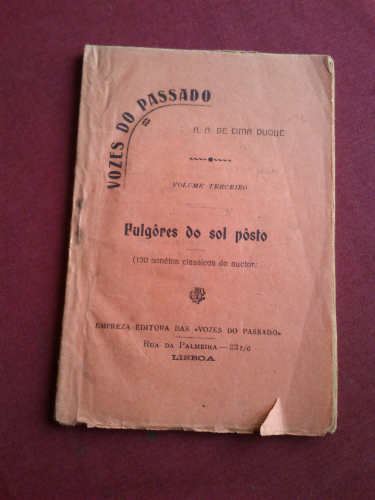 VOZES DO PASSADO
A. A. DE LIMA DUQUE
VOLUME TERCEIRO
Fulgôres do sol pôsto
(130 sonêtos classicos do auctor)
EMPREZA EDITORA DAS «VOZES DO PASSADO»
RUA DA PALMEIRA — 23 r/c
LISBOA